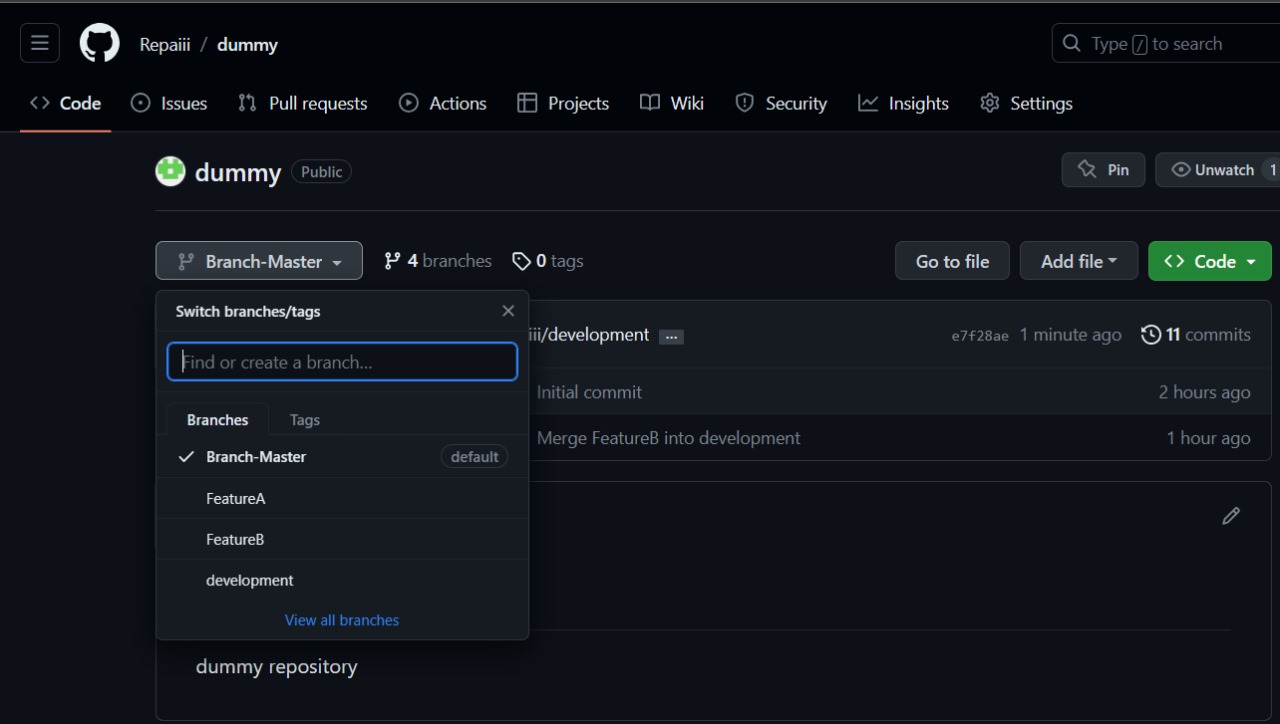 Repaiii / dummy
Type / to search
Code Issues Pull requests Actions Projects Wiki Security Insights Settings
dummy Public
Pin Unwatch 1
Branch-Master 4 branches 0 tags
Go to file Add file Code
Switch branches/tags
iii/development ... e7f28ae 1 minute ago 11 commits
Find or create a branch...
Initial commit 2 hours ago
Branches Tags
Merge FeatureB into development 1 hour ago
Branch-Master default
FeatureA
FeatureB
development
View all branches
dummy repository